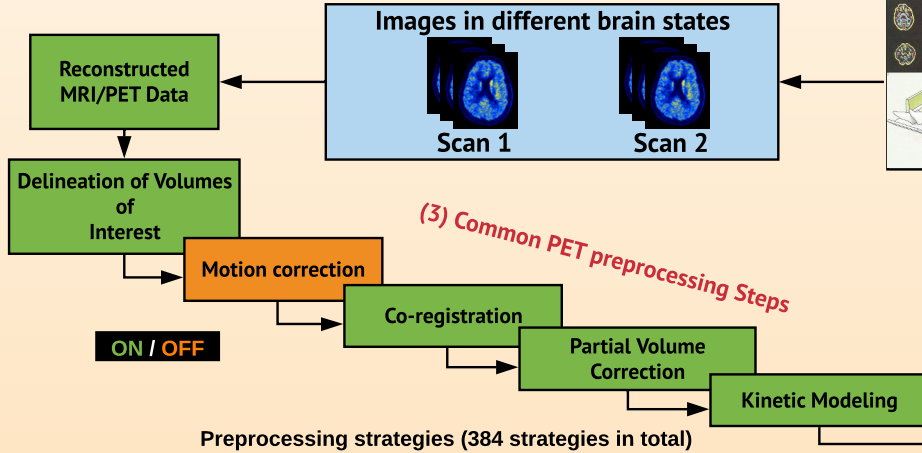 Images in different brain states
Scan 1
Scan 2
Reconstructed
MRI/PET Data
Delineation of Volumes
of
Interest
Motion correction
(3) Common PET preprocessing Steps
Co-registration
ON / OFF
Partial Volume
Correction
Kinetic Modeling
Preprocessing strategies (384 strategies in total)